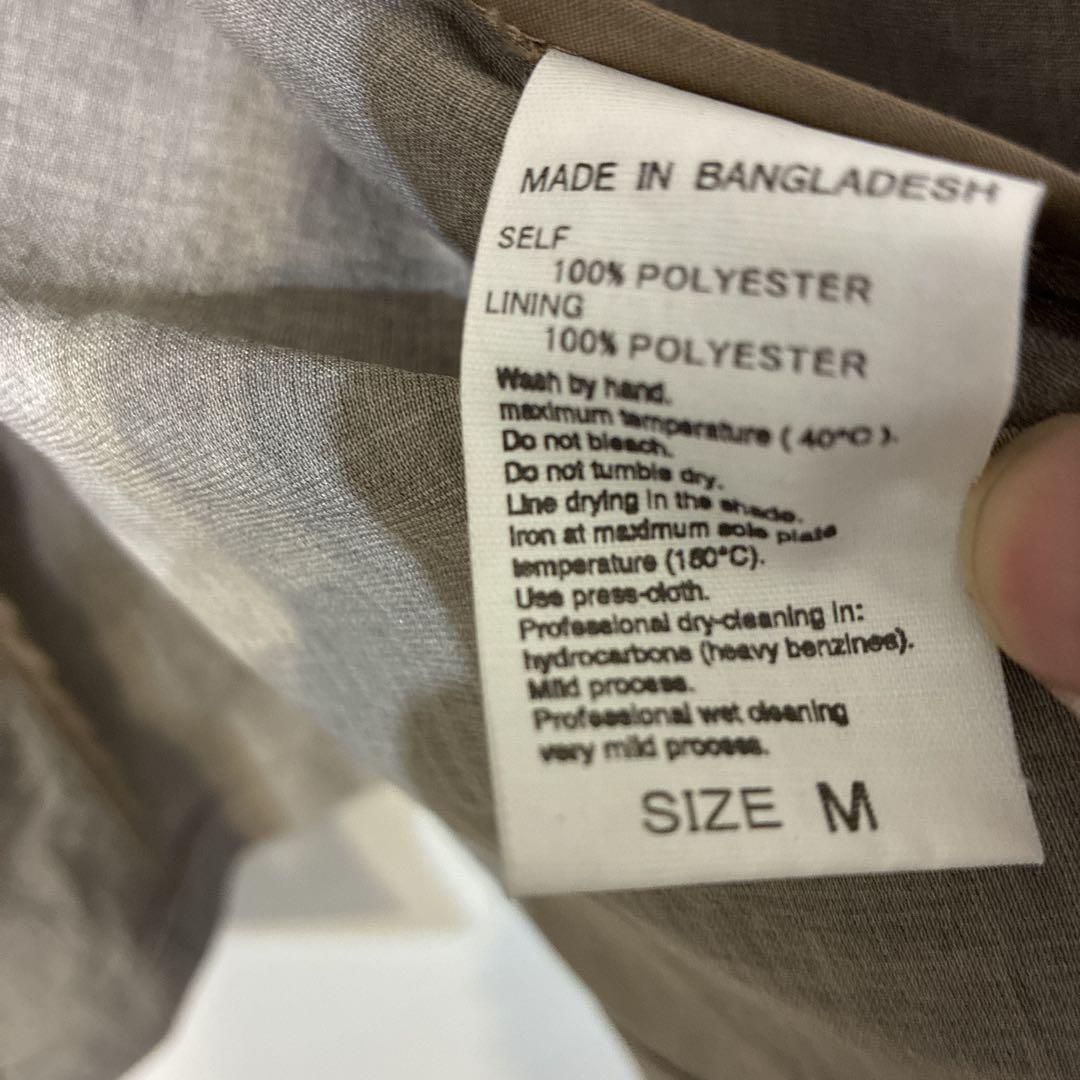 MADE IN BANGLADESH
SELF
100% POLYESTER
LINING
100% POLYESTER
Wash by hand.
maximum temperature ( 40°C ).
Do not bleach.
Do not tumble dry.
Line drying in the shade.
Iron at maximum sole plate
temperature (150°C).
Use press-cloth.
Professional dry-cleaning in:
hydrocarbons (heavy benzines).
Mild process.
Professional wet cleaning
very mild process.
SIZE M